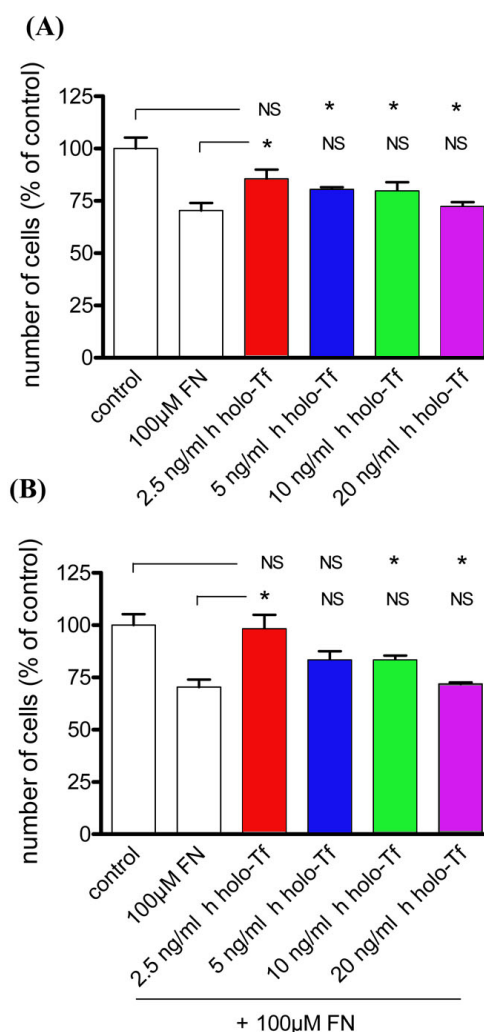 (A)
number of cells (% of control)
125
100
75
50
25
0
NS * * *
* NS NS NS
control
100µM FN
2.5 ng/ml h holo-Tf
5 ng/ml h holo-Tf
10 ng/ml h holo-Tf
20 ng/ml h holo-Tf
(B)
number of cells (% of control)
125
100
75
50
25
0
NS NS * *
* NS NS NS
control
100µM FN
2.5 ng/ml h holo-Tf
5 ng/ml h holo-Tf
10 ng/ml h holo-Tf
20 ng/ml h holo-Tf
+ 100µM FN